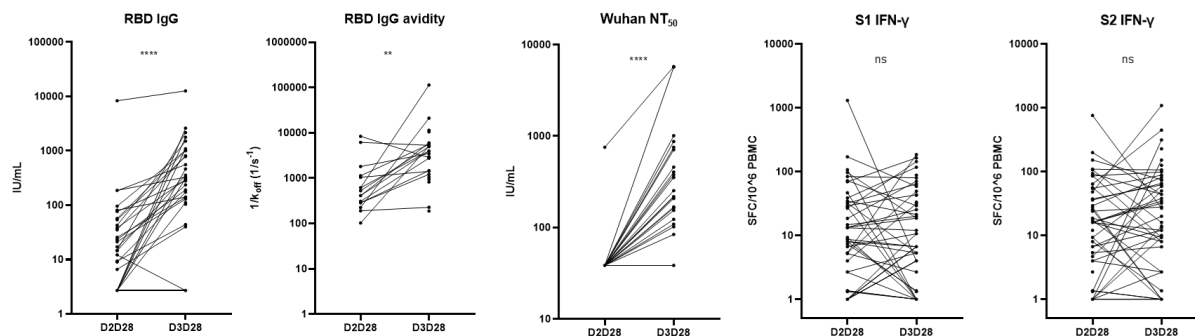 RBD IgG
****
IU/mL
100000
10000
1000
100
10
1
D2D28 D3D28
RBD IgG avidity
**
1/koff (1/s⁻¹)
1000000
100000
10000
1000
100
10
1
D2D28 D3D28
Wuhan NT₅₀
****
IU/mL
10000
1000
100
10
D2D28 D3D28
S1 IFN-γ
ns
SFC/10^6 PBMC
10000
1000
100
10
1
D2D28 D3D28
S2 IFN-γ
ns
SFC/10^6 PBMC
10000
1000
100
10
1
D2D28 D3D28